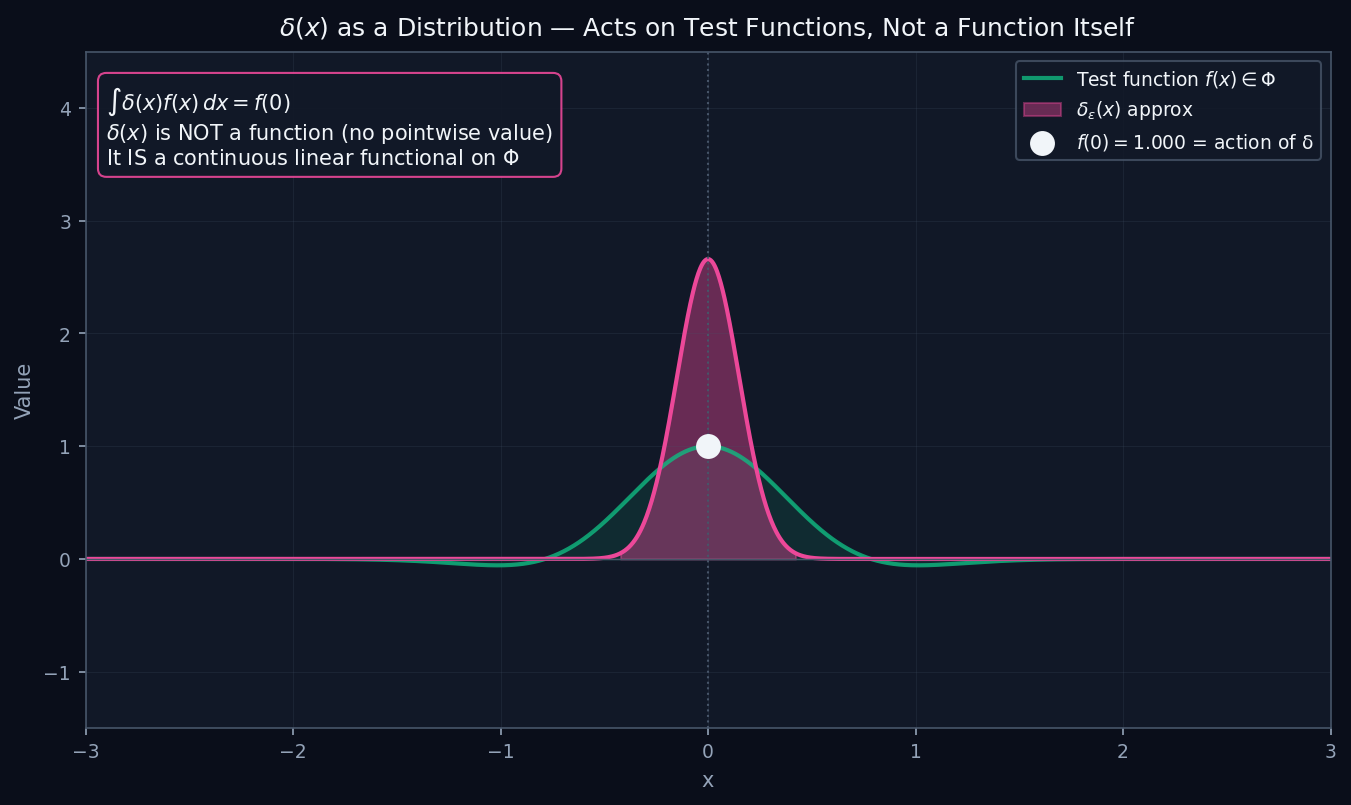 δ(x) as a Distribution — Acts on Test Functions, Not a Function Itself
∫δ(x)f(x) dx = f(0)
δ(x) is NOT a function (no pointwise value)
It IS a continuous linear functional on Φ
Test function f(x) ∈ Φ
δ_ε(x) approx
f(0) = 1.000 = action of δ
Value
4
3
2
1
0
−1
−3
−2
−1
0
1
2
3
x